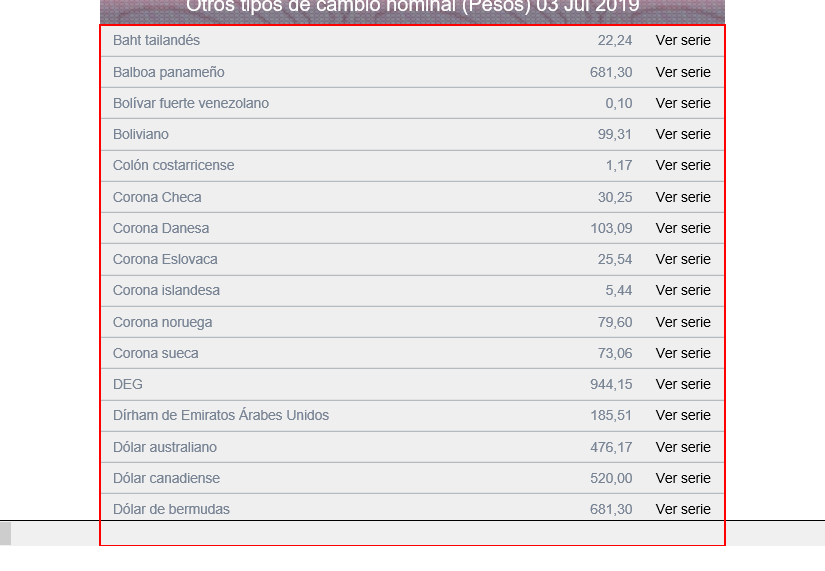 Otros tipos de cambio nominal (Pesos) 03 Jul 2019
Baht tailandés 22,24 Ver serie
Balboa panameño 681,30 Ver serie
Bolívar fuerte venezolano 0,10 Ver serie
Boliviano 99,31 Ver serie
Colón costarricense 1,17 Ver serie
Corona Checa 30,25 Ver serie
Corona Danesa 103,09 Ver serie
Corona Eslovaca 25,54 Ver serie
Corona islandesa 5,44 Ver serie
Corona noruega 79,60 Ver serie
Corona sueca 73,06 Ver serie
DEG 944,15 Ver serie
Dírham de Emiratos Árabes Unidos 185,51 Ver serie
Dólar australiano 476,17 Ver serie
Dólar canadiense 520,00 Ver serie
Dólar de bermudas 681,30 Ver serie